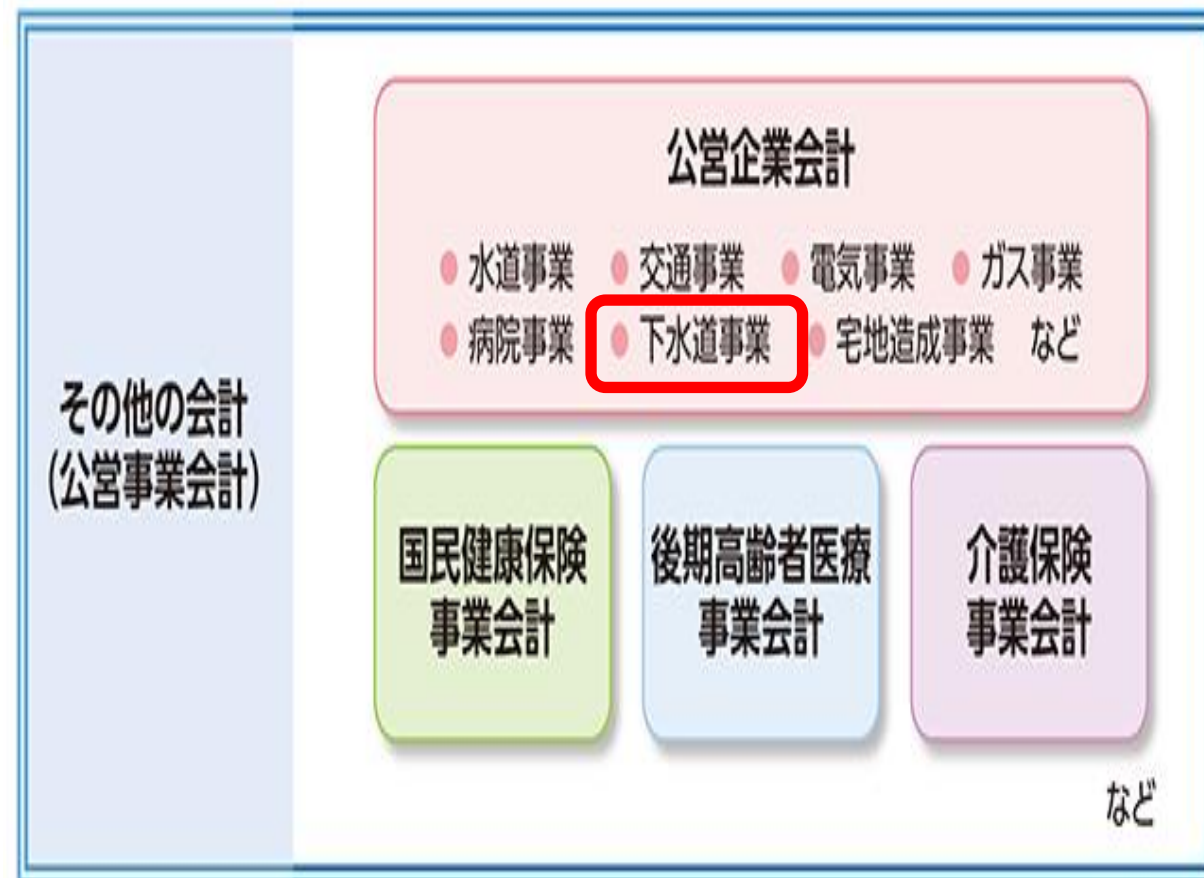 その他の会計
(公営事業会計)
公営企業会計
●水道事業 ●交通事業 ●電気事業 ●ガス事業
●病院事業 ●下水道事業 ●宅地造成事業 など
国民健康保険
事業会計
後期高齢者医療
事業会計
介護保険
事業会計
など